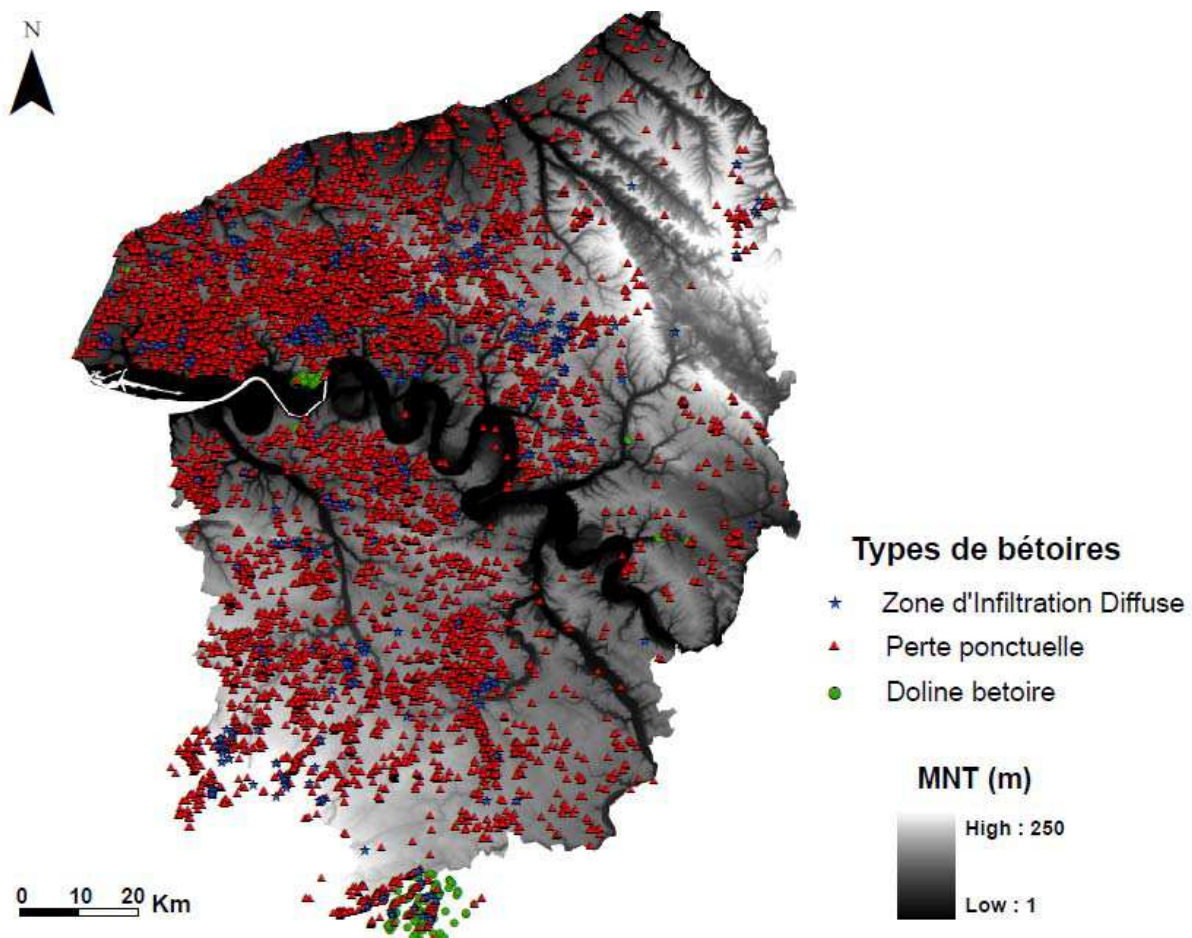 N
Types de bétoires
Zone d'Infiltration Diffuse
Perte ponctuelle
Doline betoire
MNT (m)
High : 250
Low : 1
0 10 20 Km